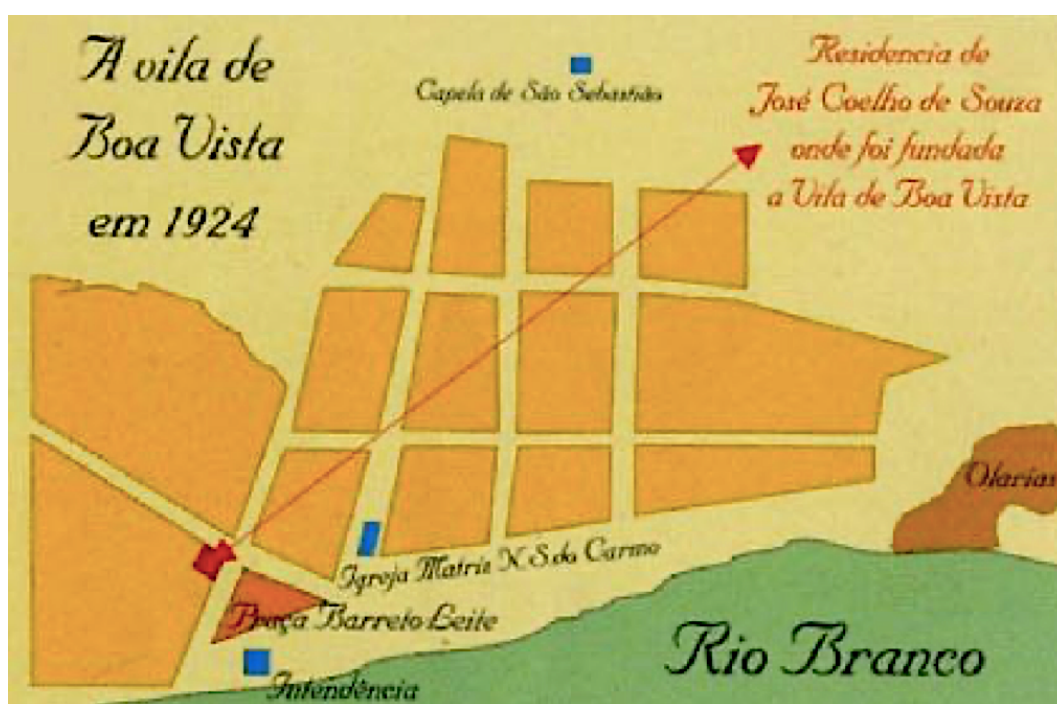 A vila de
Boa Vista
em 1924
Capela de São Sebastião
Residencia de
José Coelho de Souza
onde foi fundada
a Vila de Boa Vista
Olarias
Igreja Matriz N.S.do Carmo
Praça Barreto Leite
Rio Branco
Intendência